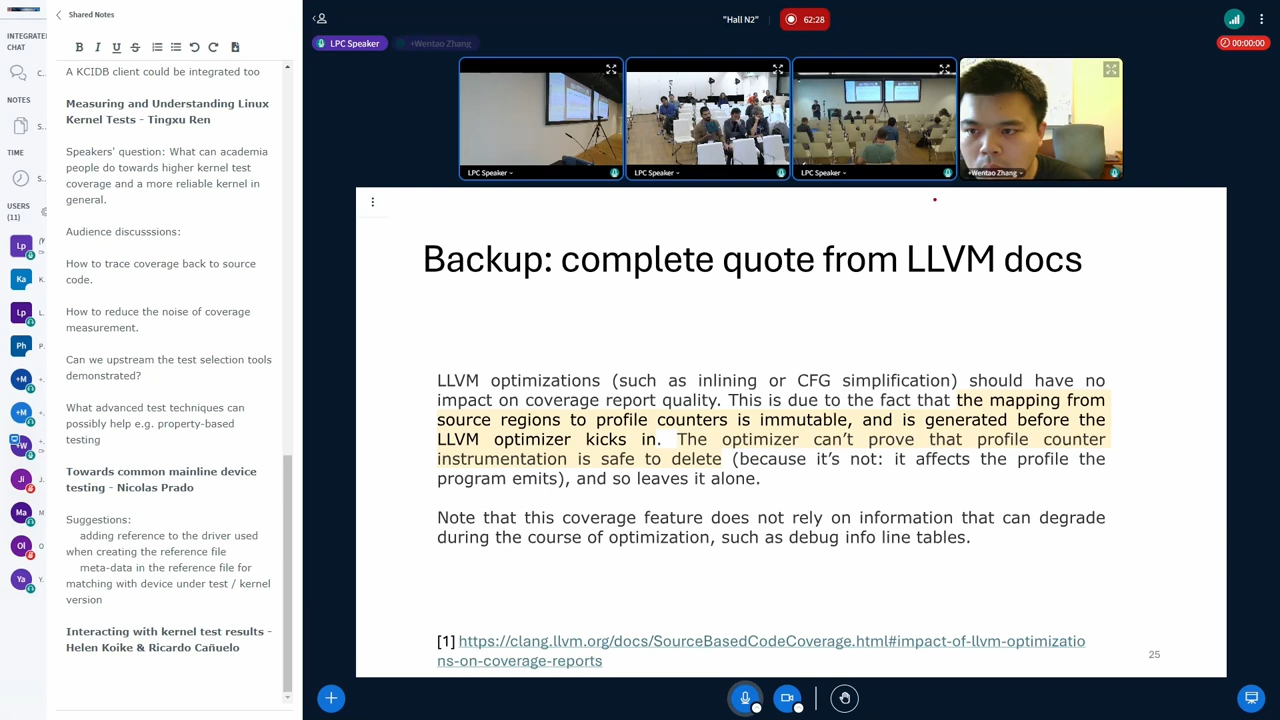 Shared Notes
INTEGRATE
CHAT
C...
NOTES
S...
TIME
S...
USERS
(11)
Lp
Ka
K.
Lp
L.
Ph
P.
+M
+.
+M
+.
W
Ji
J.
Ma
M
Ol
O
Ya
Y.
A KCIDB client could be integrated too
Measuring and Understanding Linux
Kernel Tests - Tingxu Ren
Speakers' question: What can academia
people do towards higher kernel test
coverage and a more reliable kernel in
general.
Audience discusssions:
How to trace coverage back to source
code.
How to reduce the noise of coverage
measurement.
Can we upstream the test selection tools
demonstrated?
What advanced test techniques can
possibly help e.g. property-based
testing
Towards common mainline device
testing - Nicolas Prado
Suggestions:
adding reference to the driver used
when creating the reference file
meta-data in the reference file for
matching with device under test / kernel
version
Interacting with kernel test results -
Helen Koike & Ricardo Cañuelo
"Hall N2"
62:28
LPC Speaker
+Wentao Zhang
00:00:00
LPC Speaker
LPC Speaker
LPC Speaker
+Wentao Zhang
Backup: complete quote from LLVM docs
LLVM optimizations (such as inlining or CFG simplification) should have no
impact on coverage report quality. This is due to the fact that the mapping from
source regions to profile counters is immutable, and is generated before the
LLVM optimizer kicks in. The optimizer can't prove that profile counter
instrumentation is safe to delete (because it's not: it affects the profile the
program emits), and so leaves it alone.
Note that this coverage feature does not rely on information that can degrade
during the course of optimization, such as debug info line tables.
[1] https://clang.llvm.org/docs/SourceBasedCodeCoverage.html#impact-of-llvm-optimizatio
ns-on-coverage-reports
25